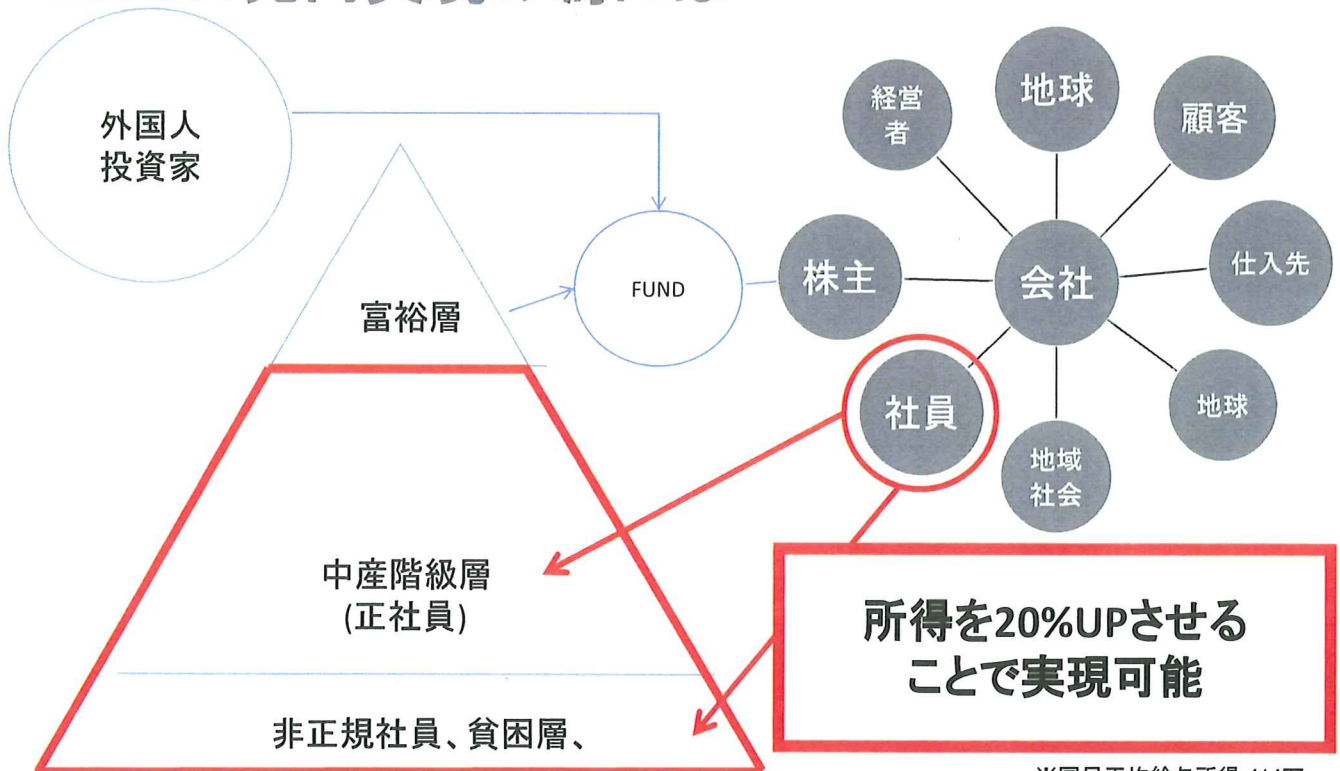 外国人
投資家
富裕層
FUND
中産階級層
(正社員)
非正規社員、貧困層、
経営
者
地球
顧客
株主
会社
仕入先
社員
地域
社会
地球
所得を20%UPさせる
ことで実現可能